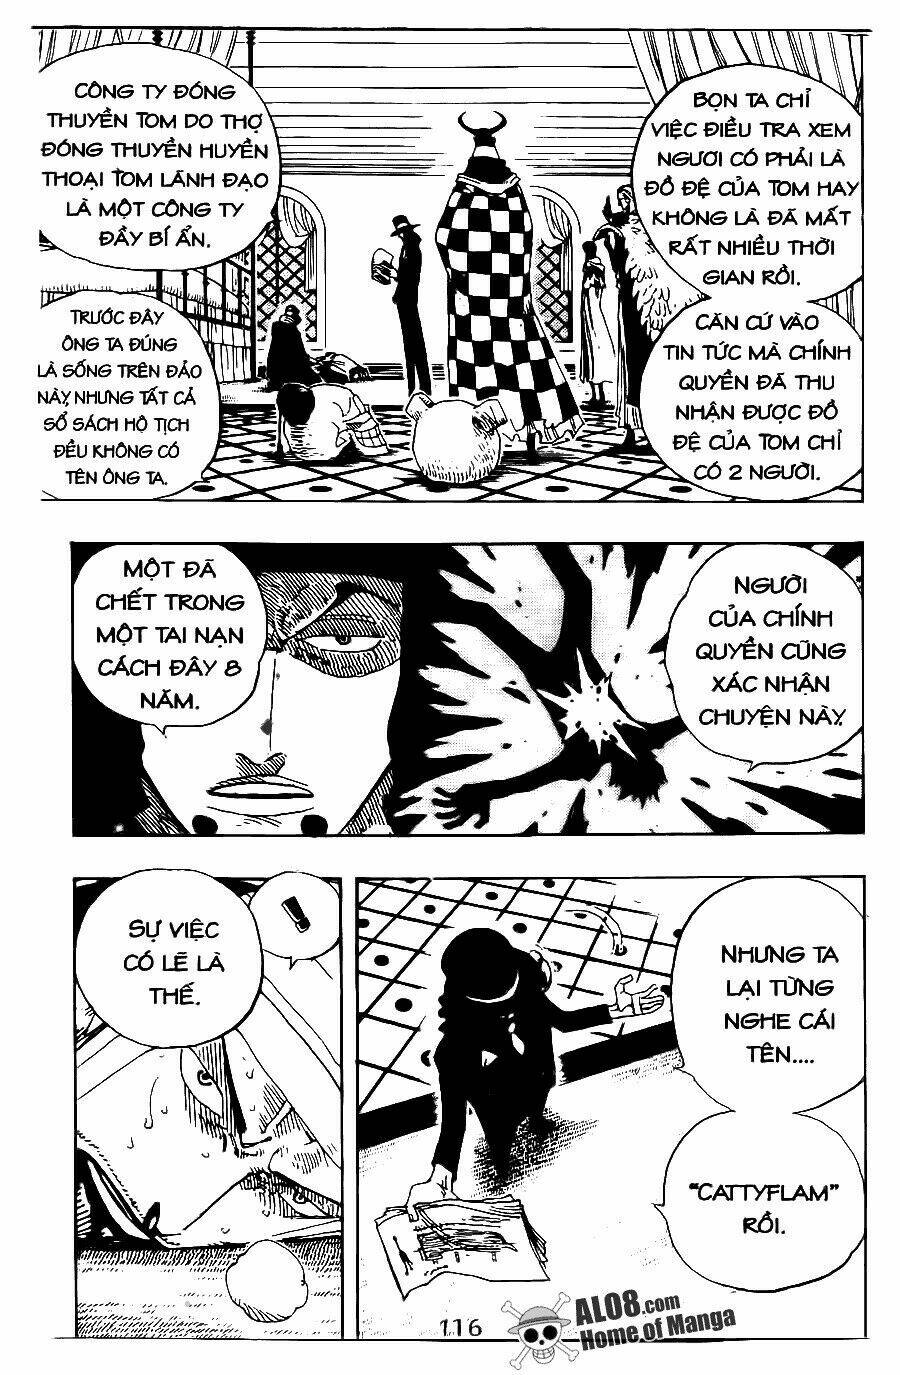 BỌN TA CHỈ
VIỆC ĐIỀU TRA XEM
NGƯƠI CÓ PHẢI LÀ
ĐỒ ĐỆ CỦA TOM HAY
KHÔNG LÀ ĐÃ MẤT
RẤT NHIỀU THỜI
GIAN RỒI.
CĂN CỨ VÀO
TIN TỨC MÀ CHÍNH
QUYỀN ĐÃ THU
NHẬN ĐƯỢC ĐỒ
ĐỆ CỦA TOM CHỈ
CÓ 2 NGƯỜI.
CÔNG TY ĐÓNG
THUYỀN TOM DO THỢ
ĐÓNG THUYỀN HUYỀN
THOẠI TOM LÃNH ĐẠO
LÀ MỘT CÔNG TY
ĐẦY BÍ ẨN.
TRƯỚC ĐÂY
ÔNG TA ĐÚNG
LÀ SỐNG TRÊN ĐẢO
NÀY, NHƯNG TẤT CẢ
SỔ SÁCH HỘ TỊCH
ĐỀU KHÔNG CÓ
TÊN ÔNG TA.
NGƯỜI
CỦA CHÍNH
QUYỀN CŨNG
XÁC NHẬN
CHUYỆN NÀY.
MỘT ĐÃ
CHẾT TRONG
MỘT TAI NẠN
CÁCH ĐÂY 8
NĂM.
NHƯNG TA
LẠI TỪNG
NGHE CÁI
TÊN....
"CATTYFLAM"
RỒI.
!
SỰ VIỆC
CÓ LẼ LÀ
THẾ.
116
ALO8.com
Home of Manga